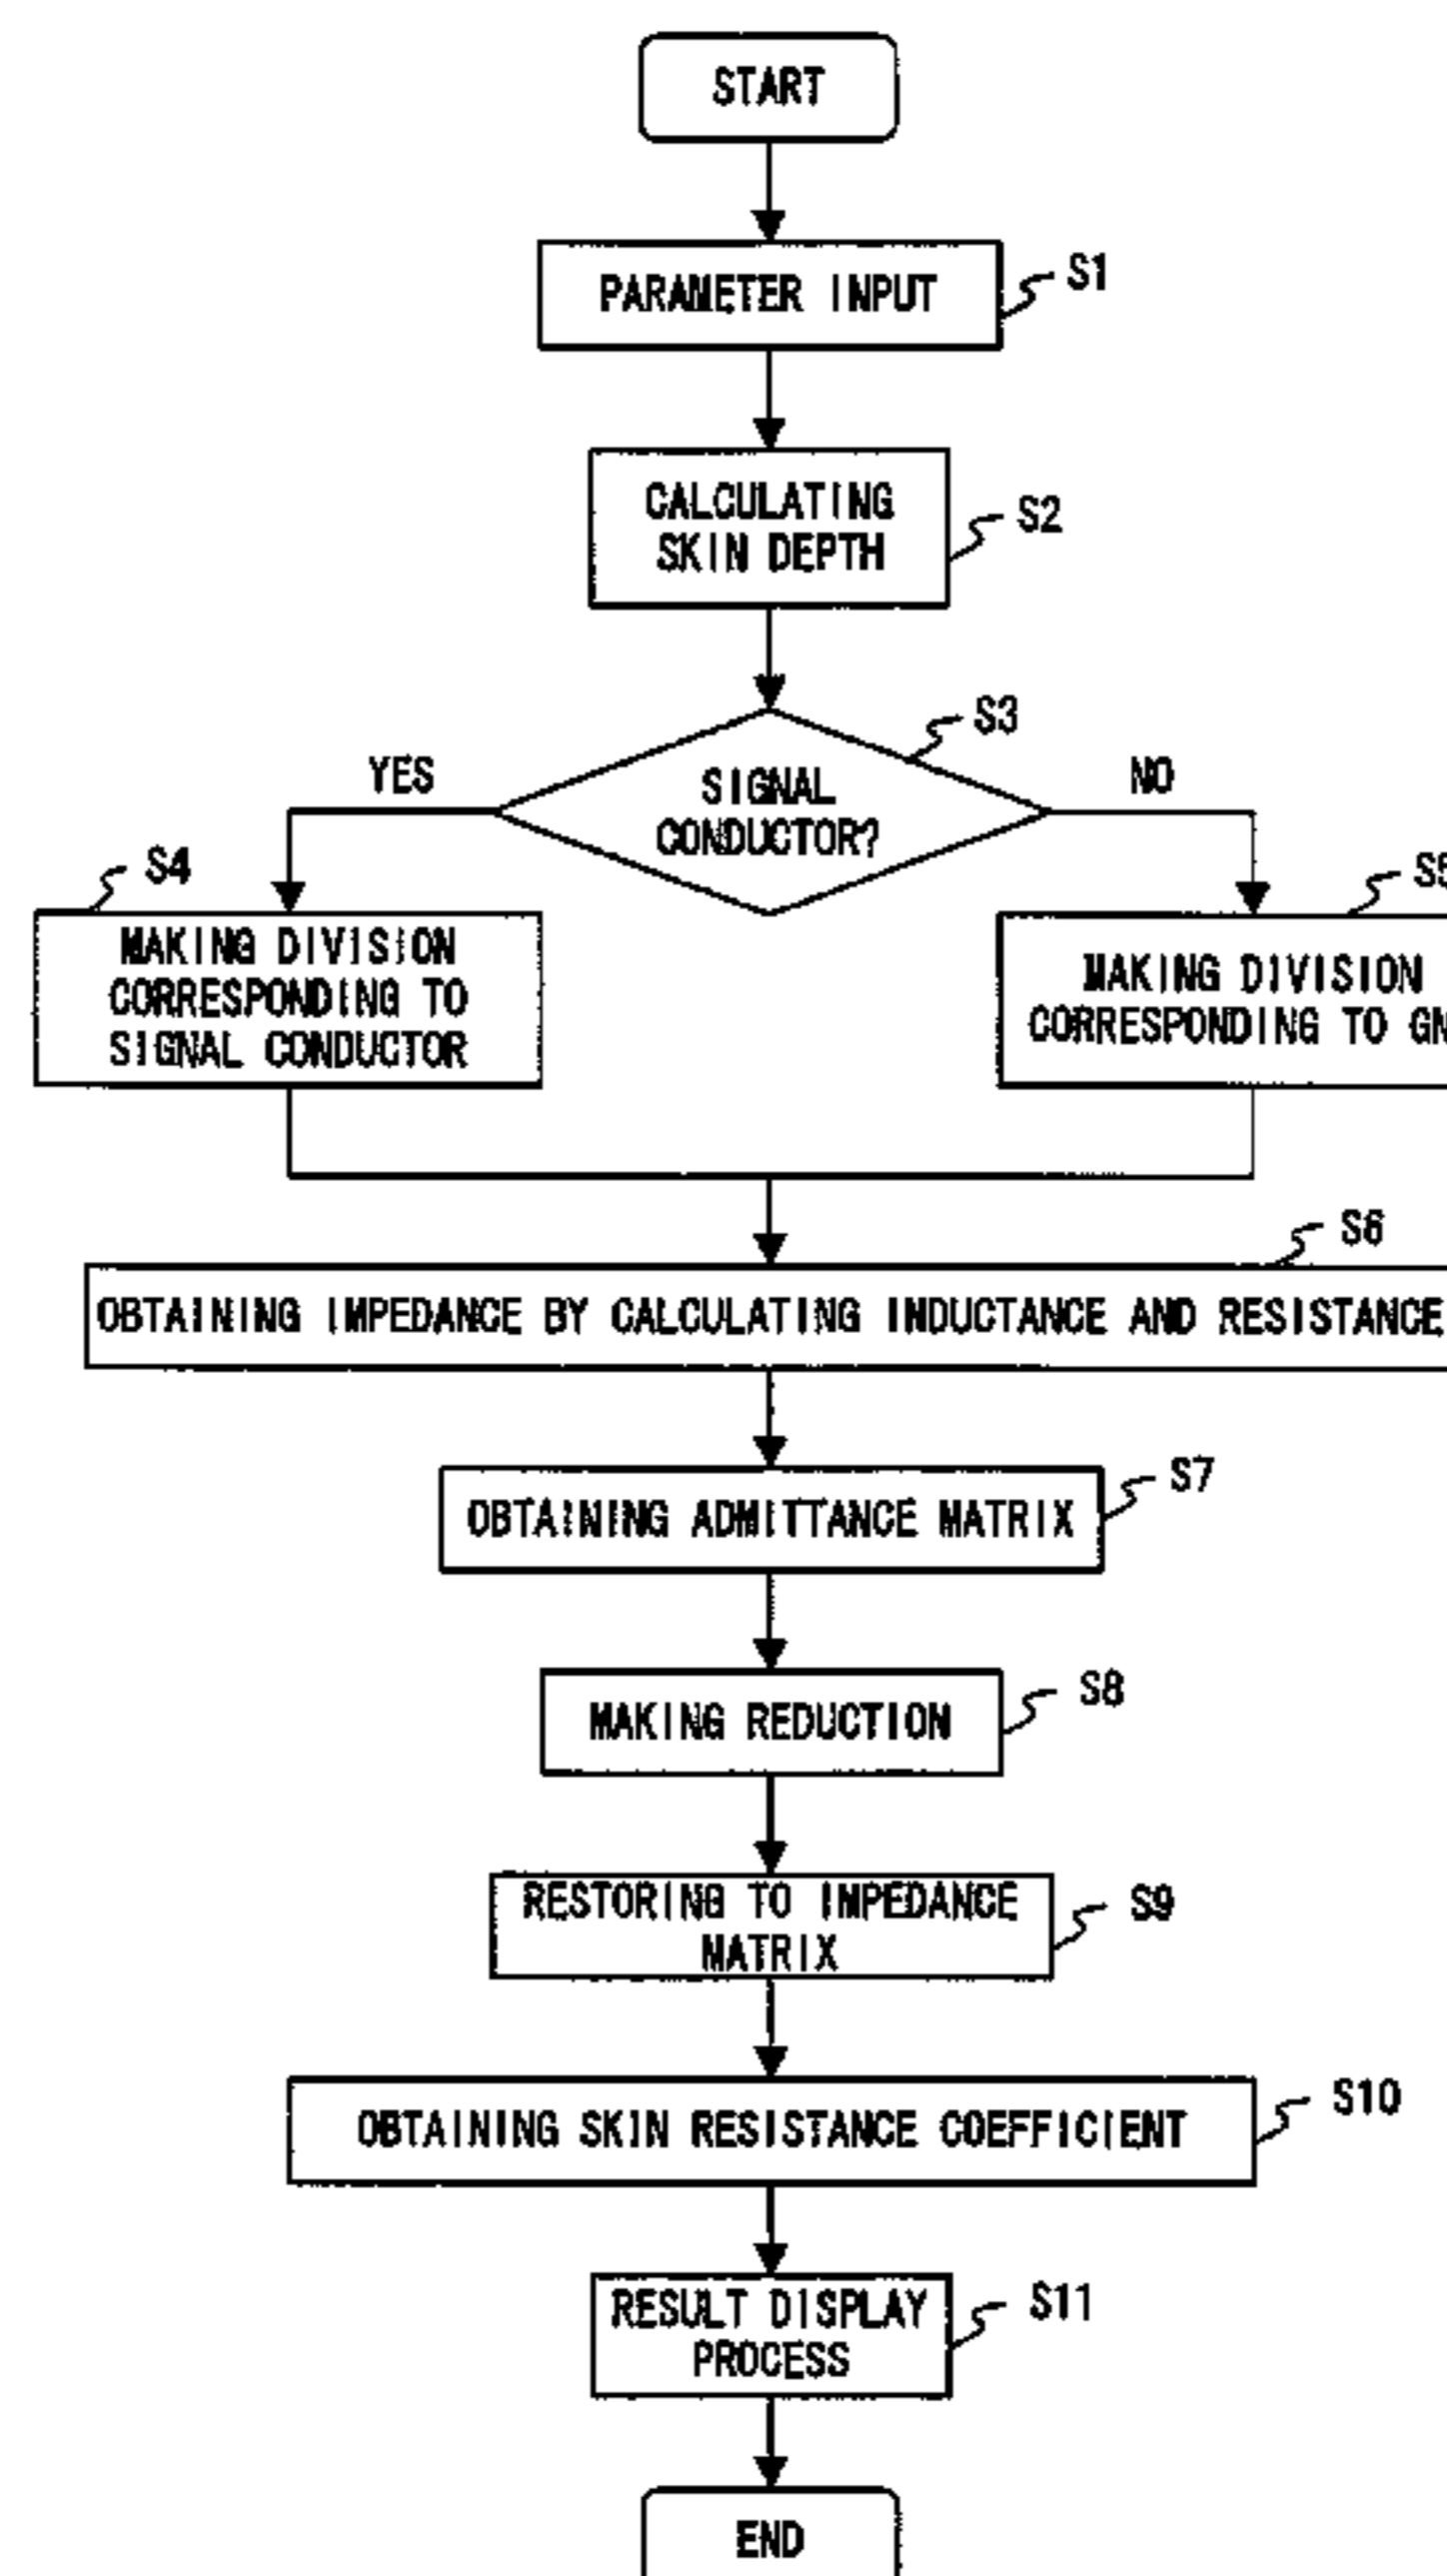 START
PARAMETER INPUT
S1
CALCULATING
SKIN DEPTH
S2
S3
SIGNAL
CONDUCTOR?
YES
NO
S4
MAKING DIVISION
CORRESPONDING TO
SIGNAL CONDUCTOR
MAKING DIVISION
CORRESPONDING TO
S6
OBTAINING IMPEDANCE BY CALCULATING INDUCTANCE AND RESISTANCE
OBTAINING ADMITTANCE MATRIX
S7
MAKING REDUCTION
S8
RESTORING TO IMPEDANCE
MATRIX
S9
OBTAINING SKIN RESISTANCE COEFFICIENT
S10
RESULT DISPLAY
PROCESS
S11
END